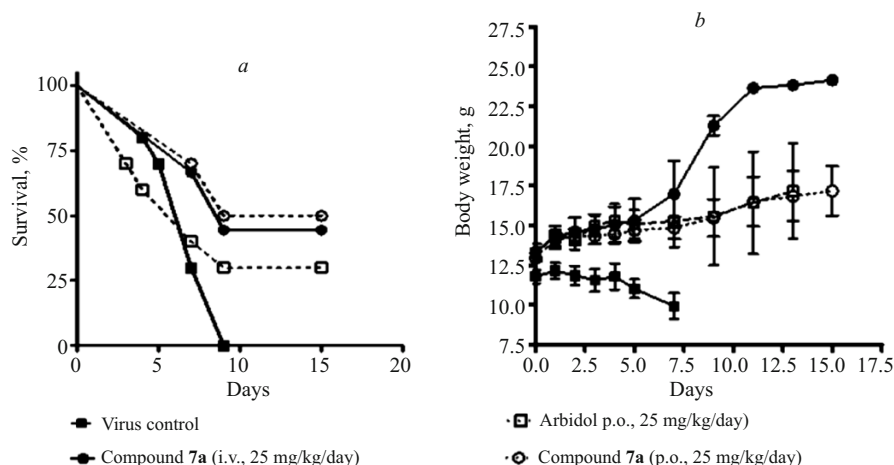 a
Survival, %
100
75
50
25
0
0 5 10 15 20
Days
b
Body weight, g
25.0
22.5
20.0
17.5
15.0
12.5
10.0
7.5
0.0 2.5 5.0 7.5 10.0 12.5 15.0 17.5
Days
Virus control
Compound 7a (i.v., 25 mg/kg/day)
Arbidol p.o., 25 mg/kg/day)
Compound 7a (p.o., 25 mg/kg/day)